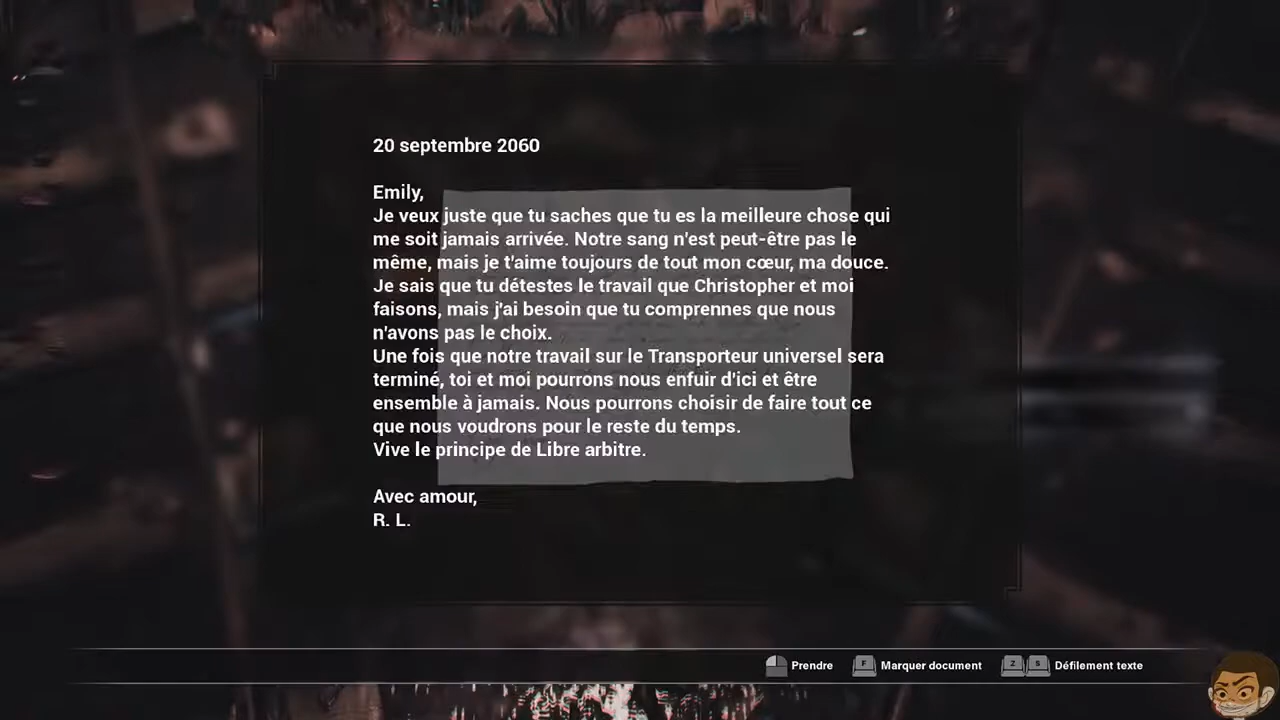 20 septembre 2060
Emily,
Je veux juste que tu saches que tu es la meilleure chose qui
me soit jamais arrivée. Notre sang n'est peut-être pas le
même, mais je t'aime toujours de tout mon cœur, ma douce.
Je sais que tu détestes le travail que Christopher et moi
faisons, mais j'ai besoin que tu comprennes que nous
n'avons pas le choix.
Une fois que notre travail sur le Transporteur universel sera
terminé, toi et moi pourrons nous enfuir d'ici et être
ensemble à jamais. Nous pourrons choisir de faire tout ce
que nous voudrons pour le reste du temps.
Vive le principe de Libre arbitre.
Avec amour,
R. L.
Prendre F Marquer document Z S Défilement texte